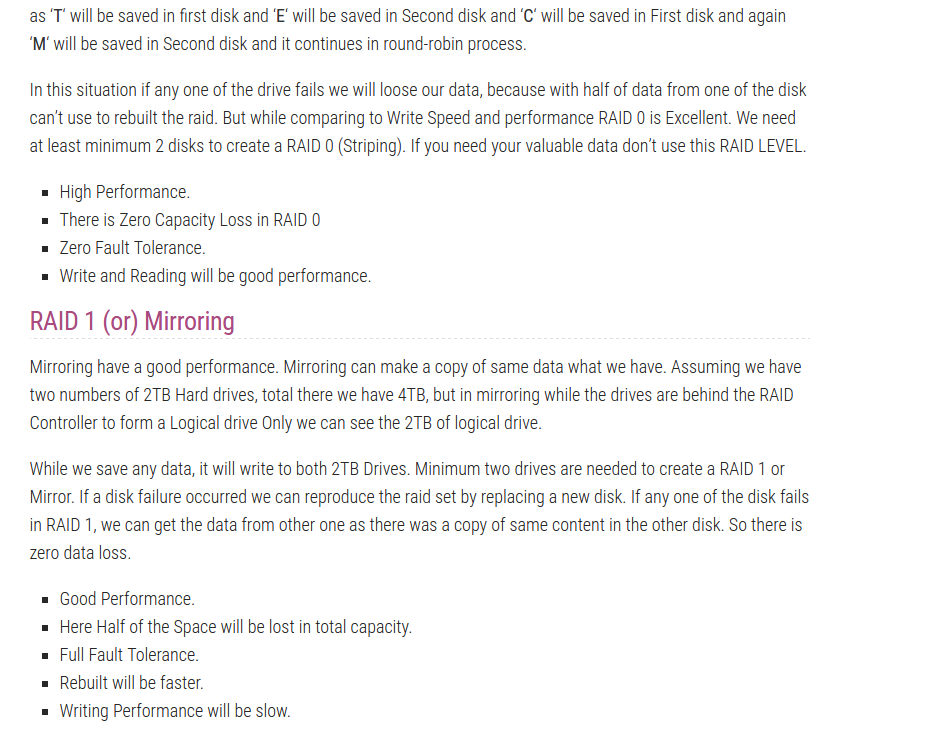 as ‘T‘ will be saved in first disk and ‘E‘ will be saved in Second disk and ‘C‘ will be saved in First disk and again
‘M‘ will be saved in Second disk and it continues in round-robin process.
In this situation if any one of the drive fails we will loose our data, because with half of data from one of the disk
can’t use to rebuilt the raid. But while comparing to Write Speed and performance RAID 0 is Excellent. We need
at least minimum 2 disks to create a RAID 0 (Striping). If you need your valuable data don’t use this RAID LEVEL.
▪ High Performance.
▪ There is Zero Capacity Loss in RAID 0
▪ Zero Fault Tolerance.
▪ Write and Reading will be good performance.
RAID 1 (or) Mirroring
Mirroring have a good performance. Mirroring can make a copy of same data what we have. Assuming we have
two numbers of 2TB Hard drives, total there we have 4TB, but in mirroring while the drives are behind the RAID
Controller to form a Logical drive Only we can see the 2TB of logical drive.
While we save any data, it will write to both 2TB Drives. Minimum two drives are needed to create a RAID 1 or
Mirror. If a disk failure occurred we can reproduce the raid set by replacing a new disk. If any one of the disk fails
in RAID 1, we can get the data from other one as there was a copy of same content in the other disk. So there is
zero data loss.
▪ Good Performance.
▪ Here Half of the Space will be lost in total capacity.
▪ Full Fault Tolerance.
▪ Rebuilt will be faster.
▪ Writing Performance will be slow.